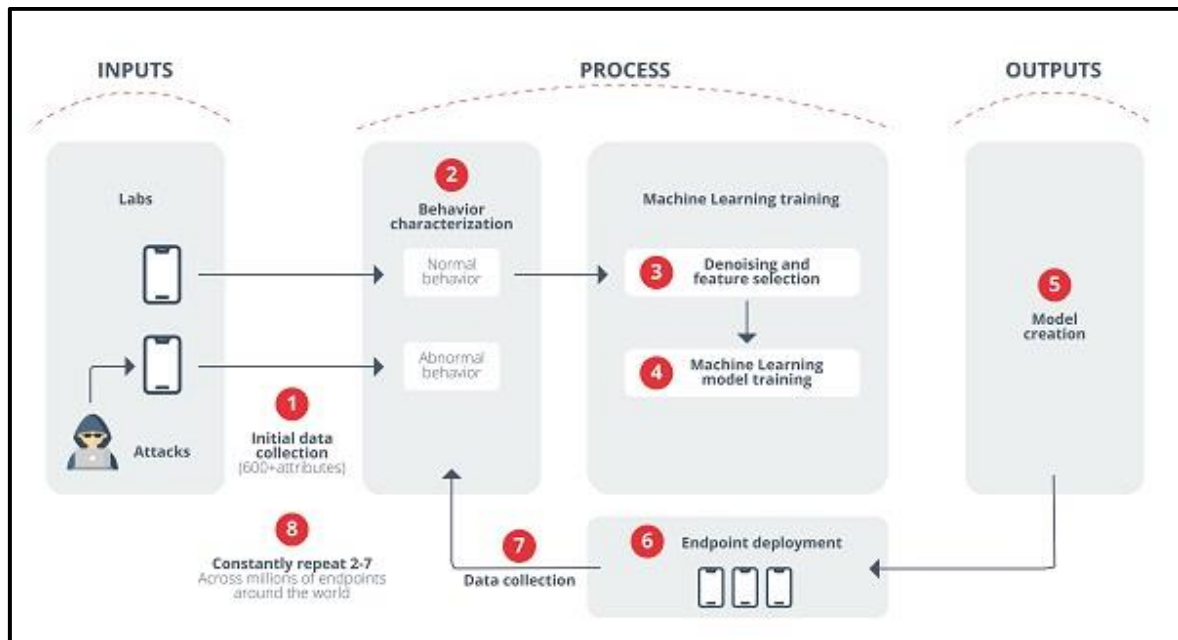 INPUTS
PROCESS
OUTPUTS
Labs
Attacks
1
Initial data
collection
(600+attributes)
2
Behavior
characterization
Normal
behavior
Abnormal
behavior
Machine Learning training
3
Denoising and
feature selection
4
Machine Learning
model training
5
Model
creation
6
Endpoint deployment
7
Data collection
8
Constantly repeat 2-7
Across millions of endpoints
around the world